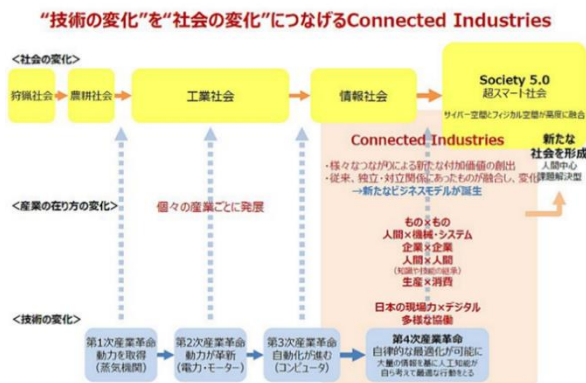 "技術の変化"を"社会の変化"につなげるConnected Industries
<社会の変化>
狩猟社会
農耕社会
工業社会
情報社会
Society 5.0
超スマート社会
サイバー空間とフィジカル空間が高度に融合
Connected Industries
・様々なつながりによる新たな付加価値の創出
・従来、独立・対立関係にあったものが融合し、変化
→新たなビジネスモデルが誕生
新たな
社会を形成
人間中心
課題解決型
<産業の在り方の変化>
個々の産業ごとに発展
もの×もの
人間×機械・システム
企業×企業
人間×人間
(知識や技能の継承)
生産×消費
日本の現場力×デジタル
多様な協働
<技術の変化>
第1次産業革命
動力を取得
(蒸気機関)
第2次産業革命
動力が革新
(電力・モーター)
第3次産業革命
自動化が進む
(コンピュータ)
第4次産業革命
自律的な最適化が可能に
大量の情報を基に人工知能が
自ら考えて最適な行動をとる